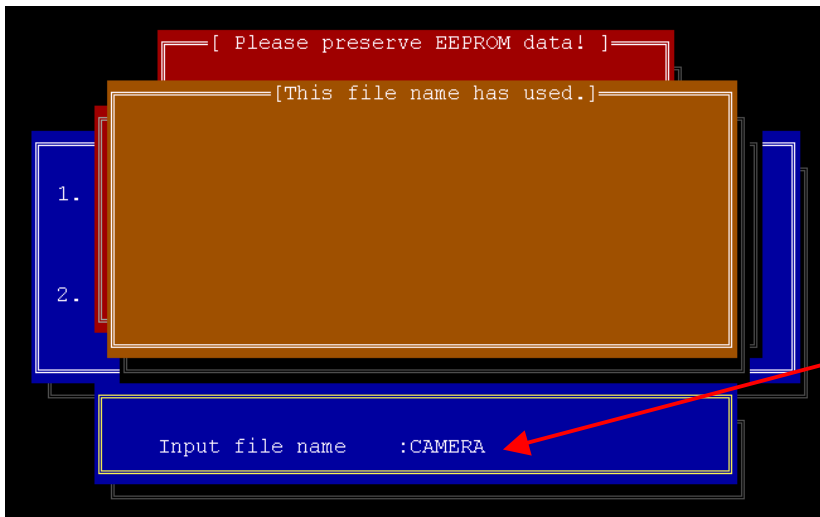 [ Please preserve EEPROM data! ]
[This file name has used.]
1.
2.
Input file name :CAMERA